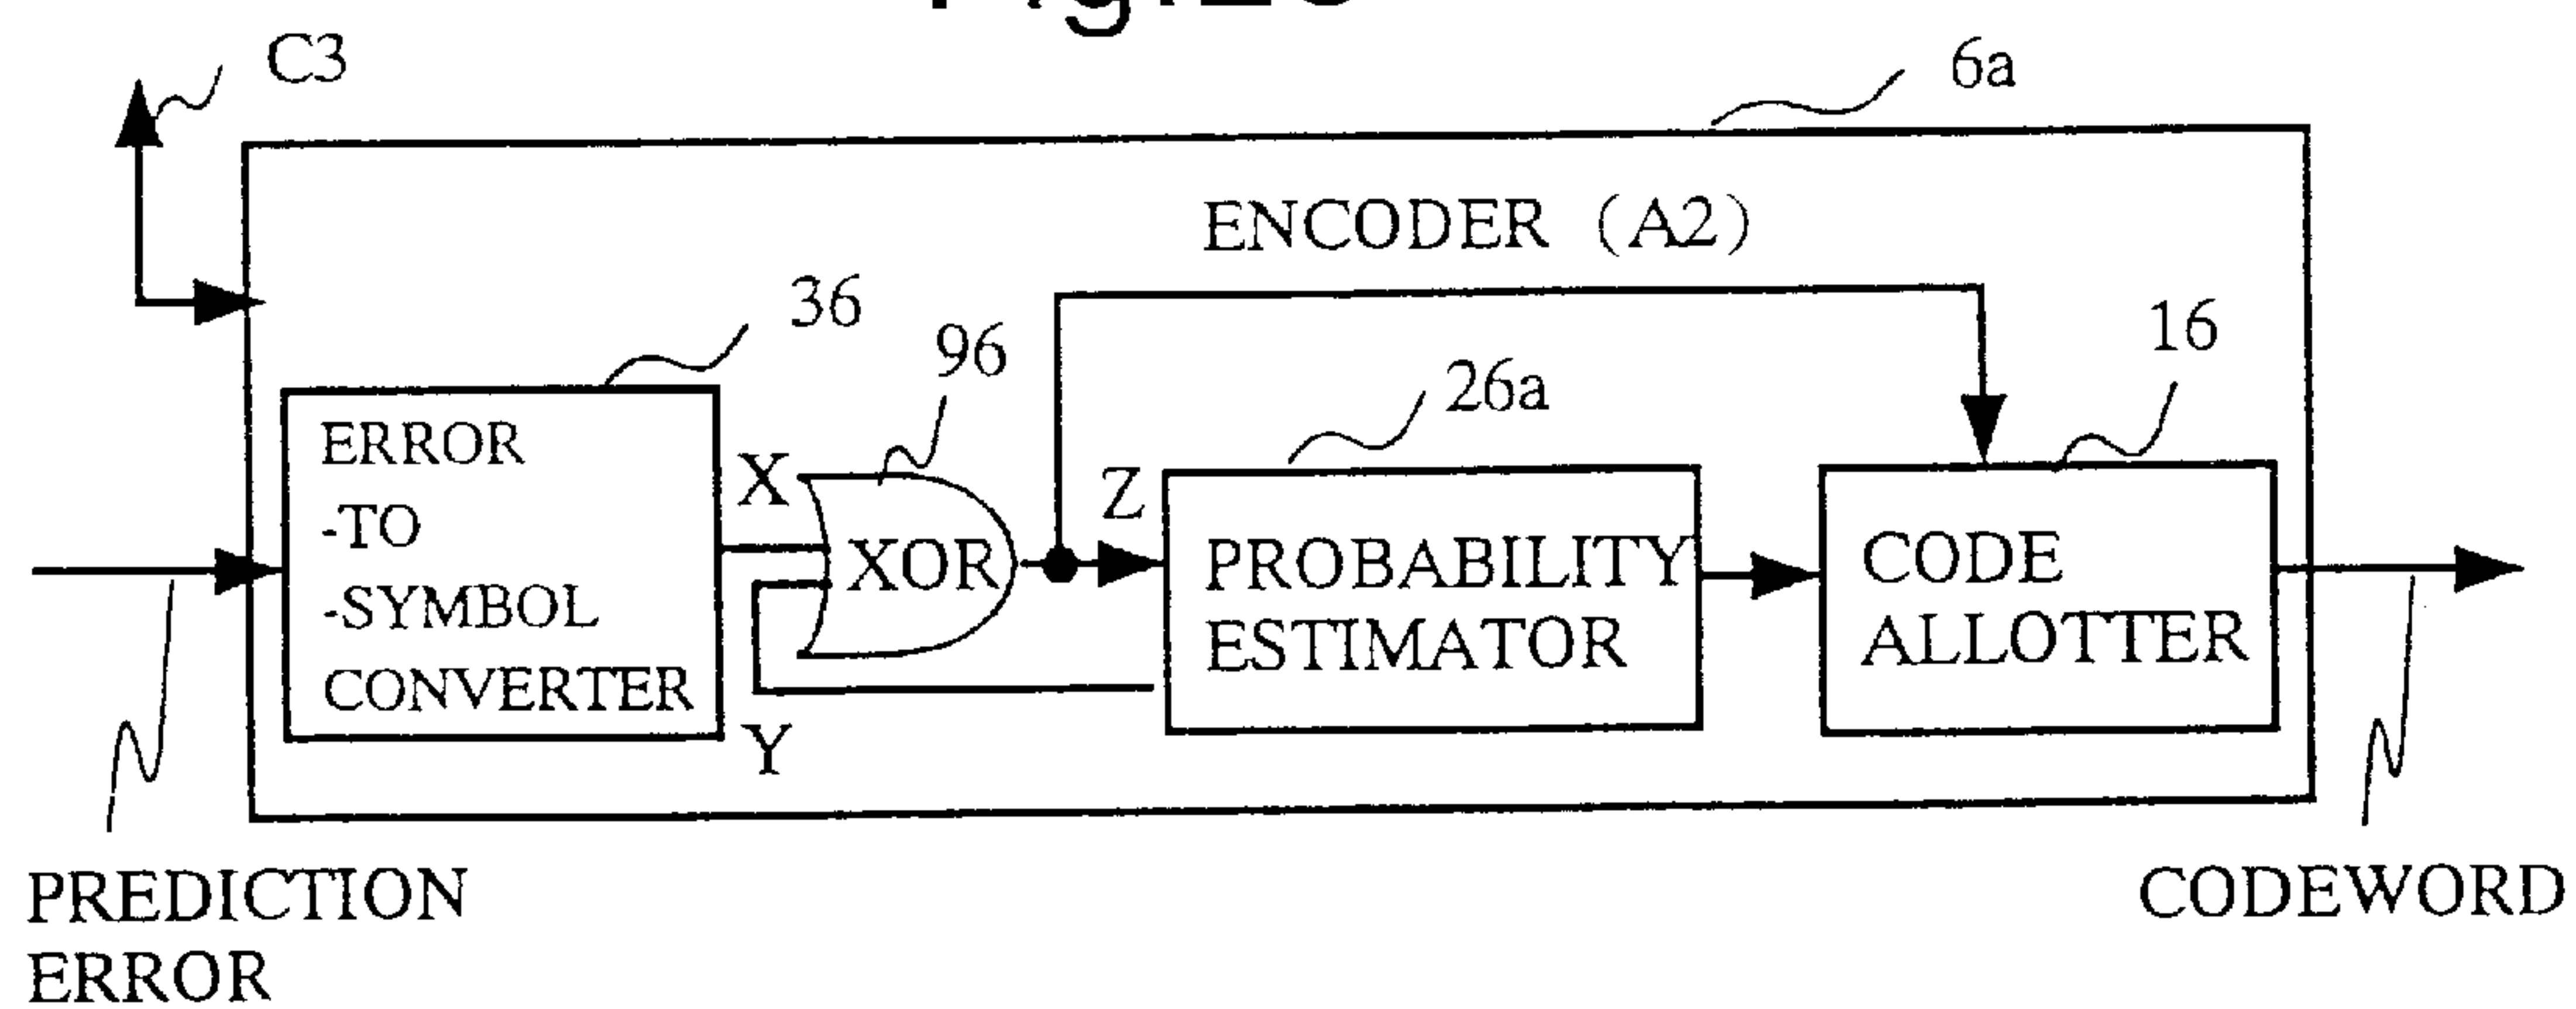 C3
6a
ENCODER (A2)
36
96
26a
16
ERROR
-TO
-SYMBOL
CONVERTER
X
XOR
Y
Z
PROBABILITY
ESTIMATOR
CODE
ALLOTTER
PREDICTION
ERROR
CODEWORD